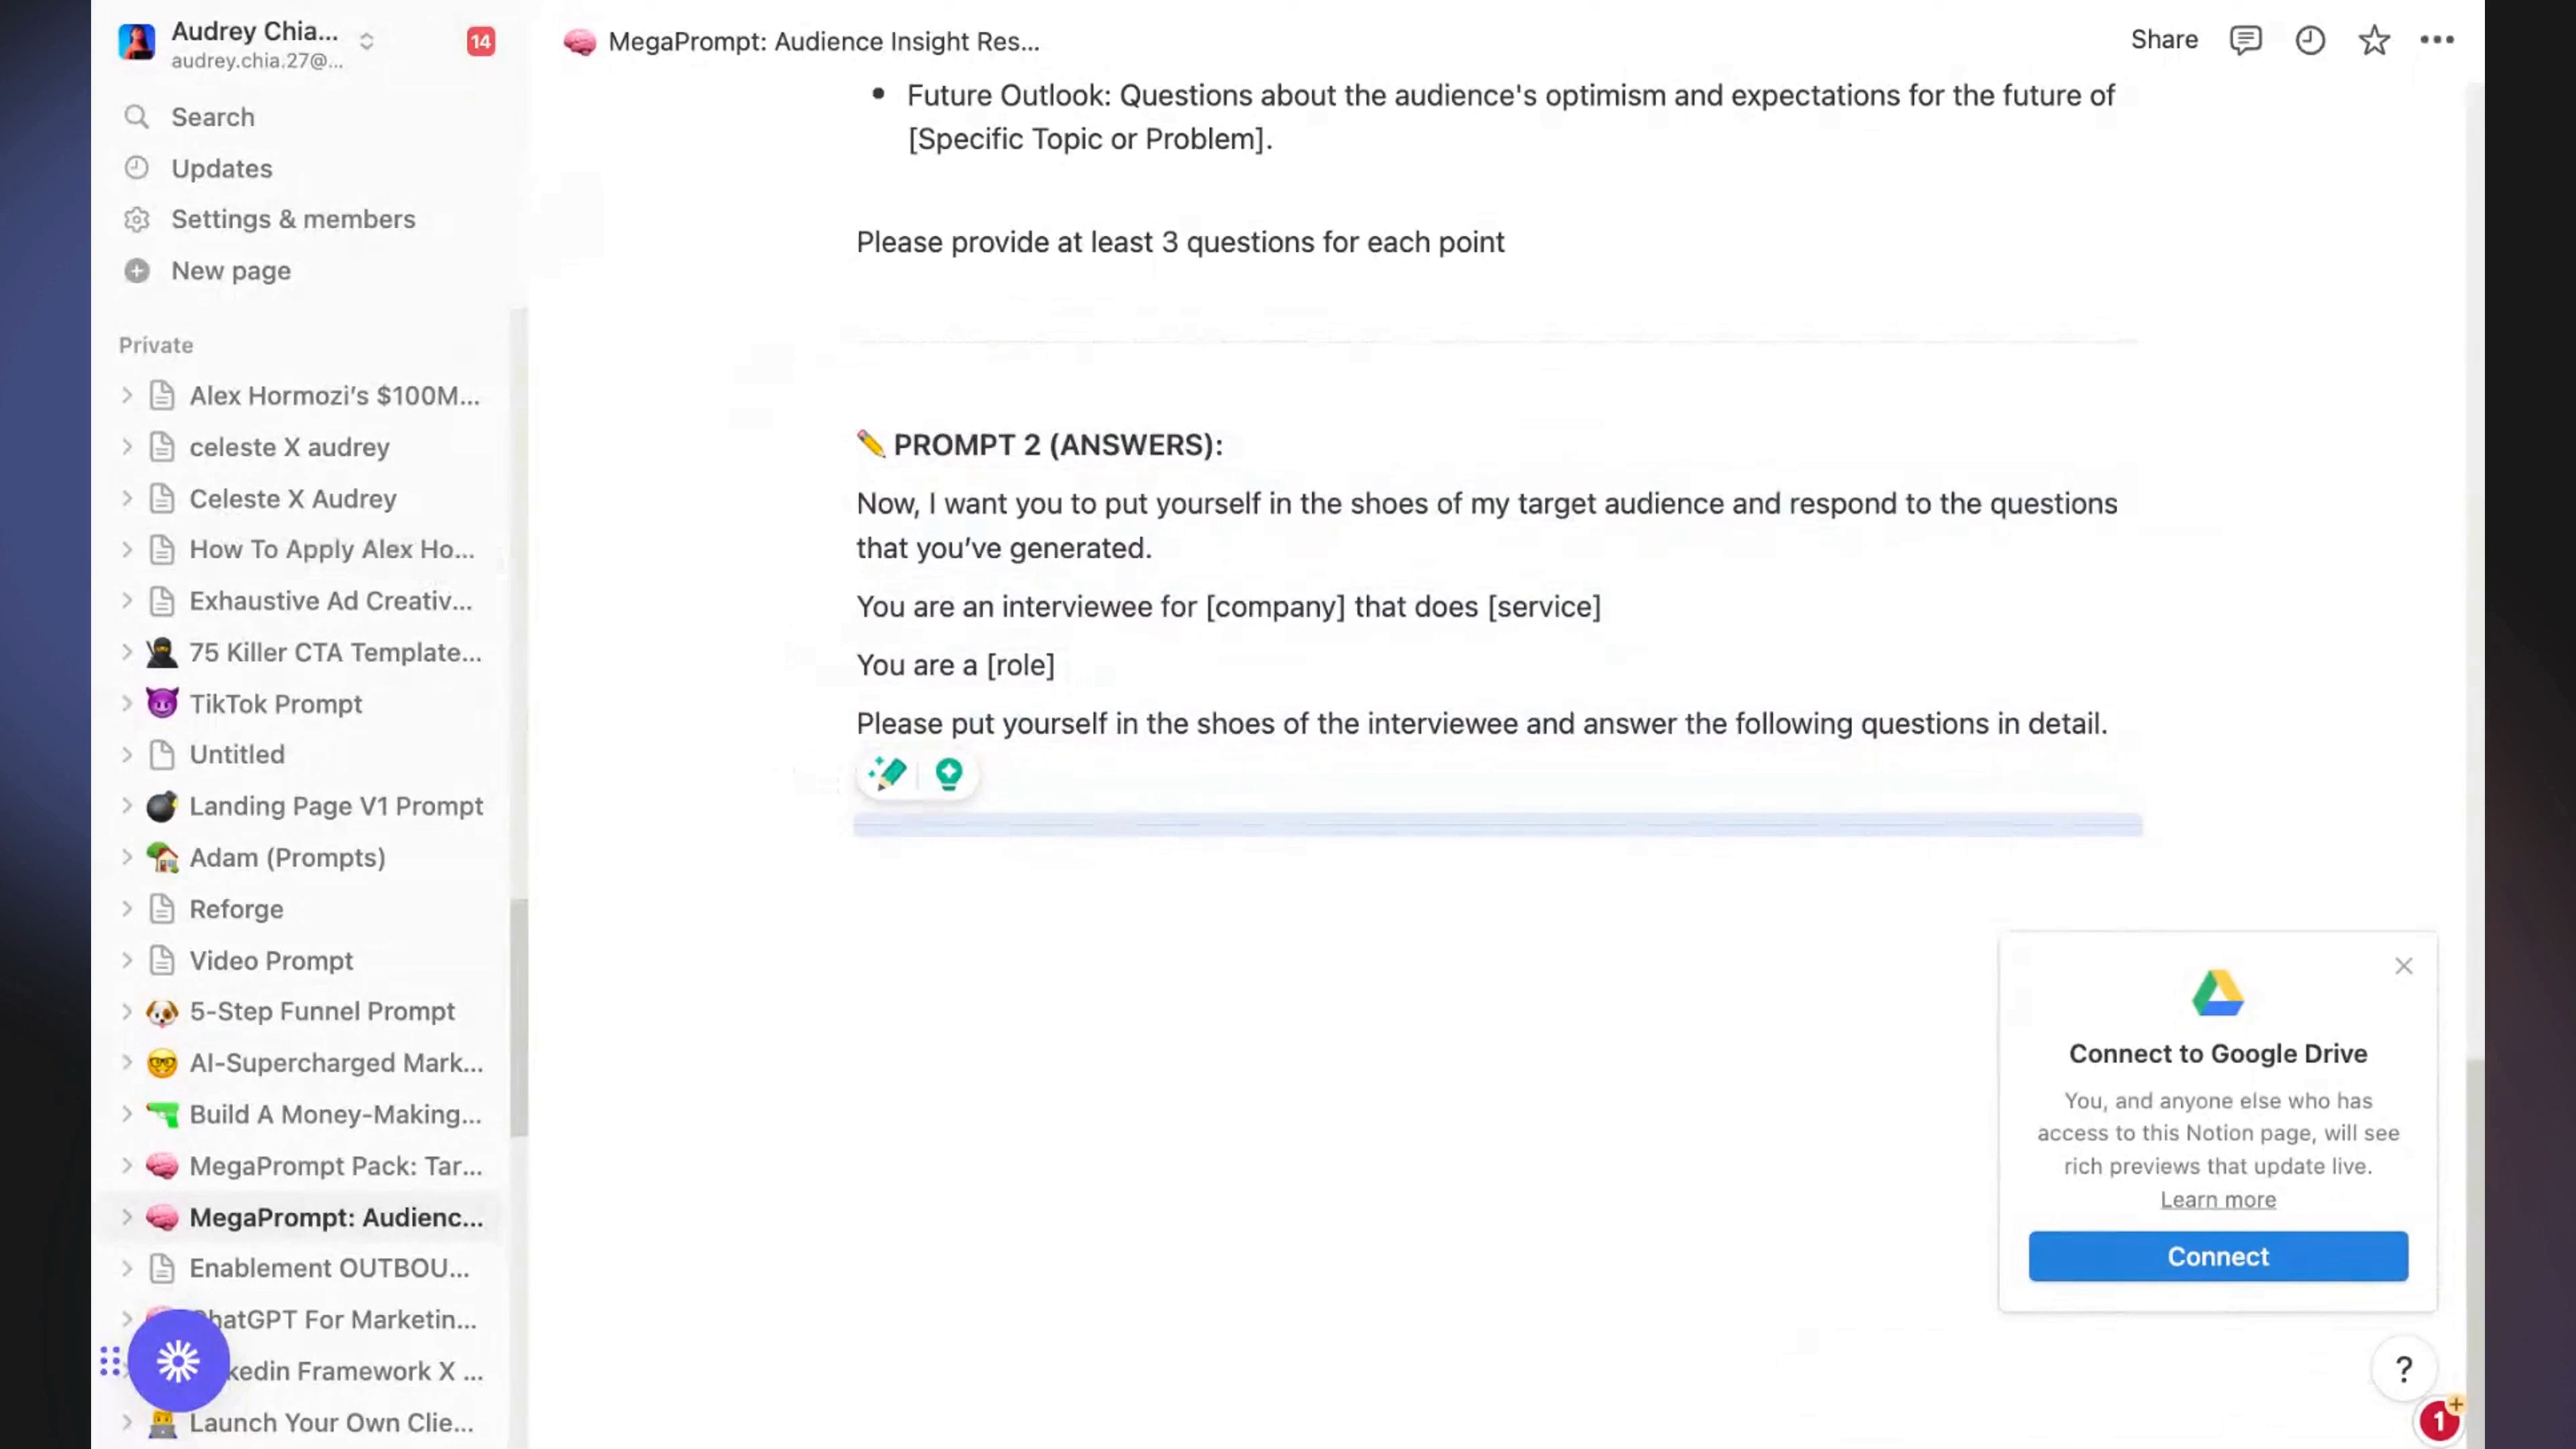 Audrey Chia...
audrey.chia.27@...
14
Search
Updates
Settings & members
New page
Private
Alex Hormozi’s $100M...
celeste X audrey
Celeste X Audrey
How To Apply Alex Ho...
Exhaustive Ad Creativ...
75 Killer CTA Template...
TikTok Prompt
Untitled
Landing Page V1 Prompt
Adam (Prompts)
Reforge
Video Prompt
5-Step Funnel Prompt
AI-Supercharged Mark...
Build A Money-Making...
MegaPrompt Pack: Tar...
MegaPrompt: Audienc...
Enablement OUTBOU...
hatGPT For Marketin...
kedin Framework X ...
Launch Your Own Clie...
MegaPrompt: Audience Insight Res...
Share
Future Outlook: Questions about the audience's optimism and expectations for the future of
[Specific Topic or Problem].
Please provide at least 3 questions for each point
PROMPT 2 (ANSWERS):
Now, I want you to put yourself in the shoes of my target audience and respond to the questions
that you’ve generated.
You are an interviewee for [company] that does [service]
You are a [role]
Please put yourself in the shoes of the interviewee and answer the following questions in detail.
Connect to Google Drive
You, and anyone else who has
access to this Notion page, will see
rich previews that update live.
Learn more
Connect
?
1